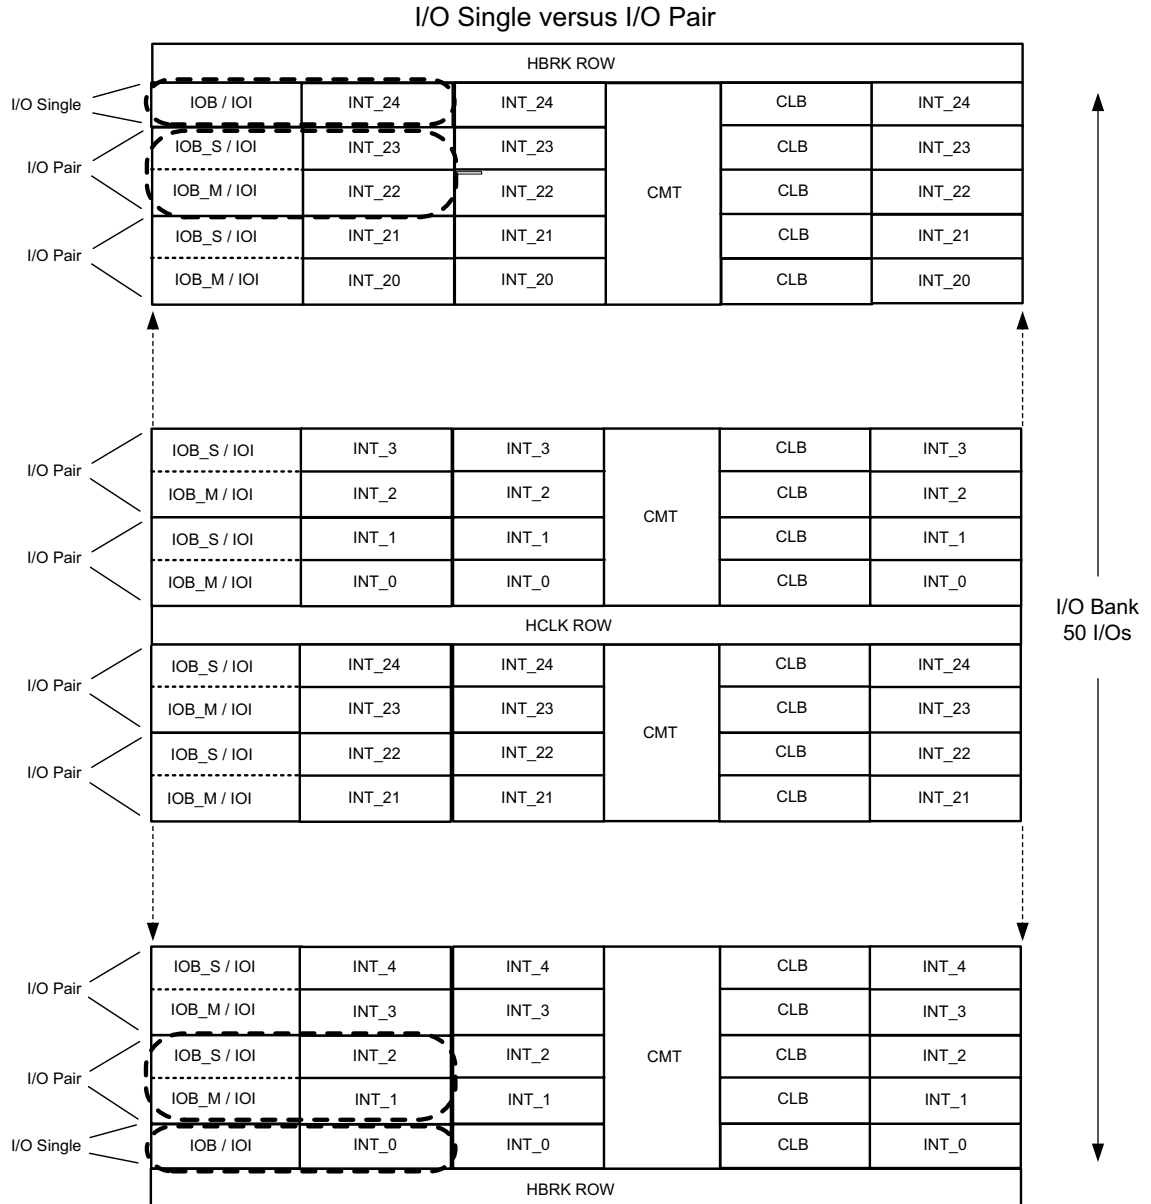 I/O Single versus I/O Pair
HBRK ROW
I/O Single
IOB / IOI INT_24 INT_24 CLB INT_24
IOB_S / IOI INT_23 INT_23 CLB INT_23
I/O Pair
IOB_M / IOI INT_22 INT_22 CMT CLB INT_22
IOB_S / IOI INT_21 INT_21 CLB INT_21
I/O Pair
IOB_M / IOI INT_20 INT_20 CLB INT_20
IOB_S / IOI INT_3 INT_3 CLB INT_3
I/O Pair
IOB_M / IOI INT_2 INT_2 CLB INT_2
CMT
IOB_S / IOI INT_1 INT_1 CLB INT_1
I/O Pair
IOB_M / IOI INT_0 INT_0 CLB INT_0
HCLK ROW
I/O Bank
50 I/Os
IOB_S / IOI INT_24 INT_24 CLB INT_24
I/O Pair
IOB_M / IOI INT_23 INT_23 CLB INT_23
CMT
IOB_S / IOI INT_22 INT_22 CLB INT_22
I/O Pair
IOB_M / IOI INT_21 INT_21 CLB INT_21
IOB_S / IOI INT_4 INT_4 CLB INT_4
I/O Pair
IOB_M / IOI INT_3 INT_3 CLB INT_3
IOB_S / IOI INT_2 INT_2 CMT CLB INT_2
I/O Pair
IOB_M / IOI INT_1 INT_1 CLB INT_1
I/O Single
IOB / IOI INT_0 INT_0 CLB INT_0
HBRK ROW